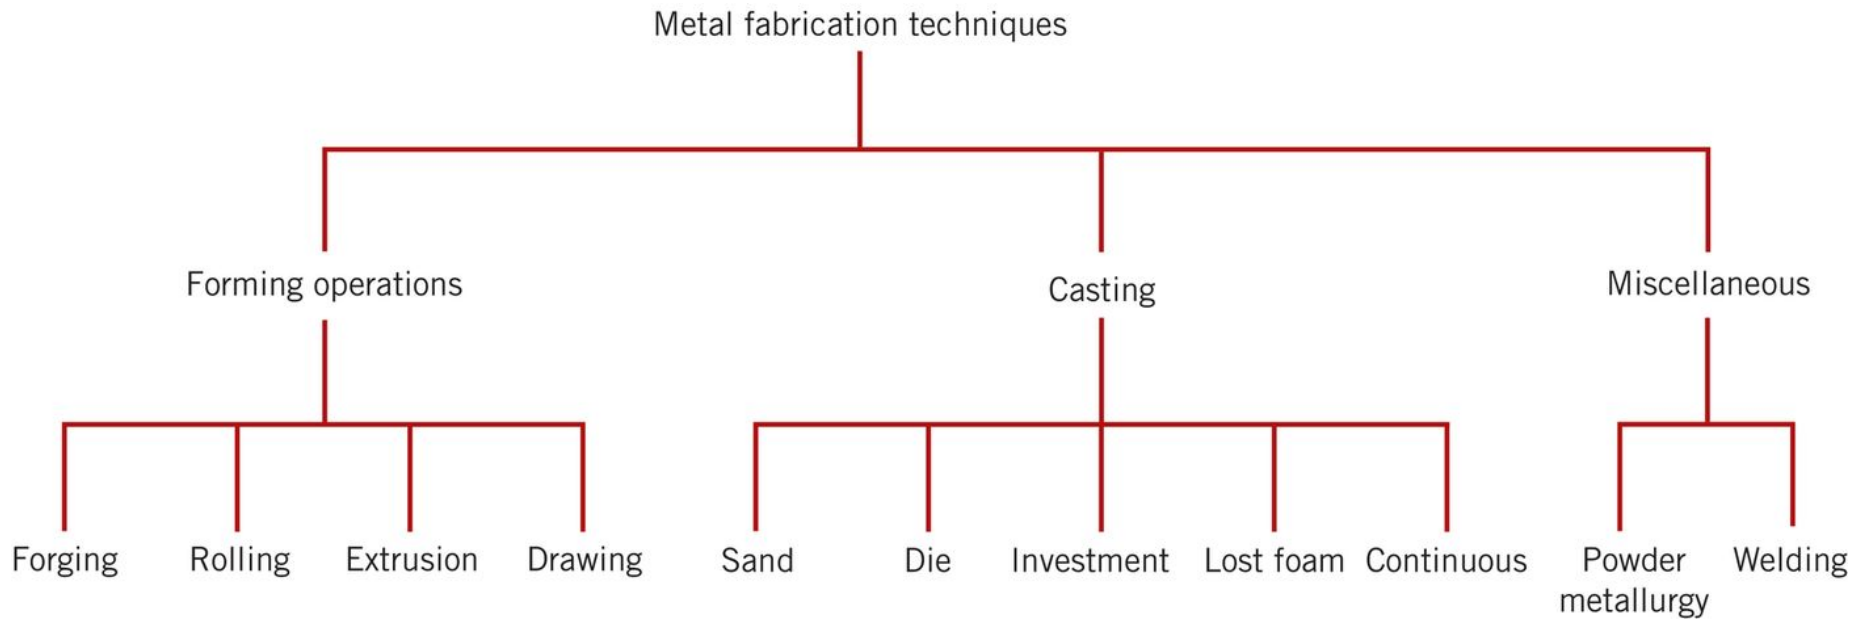 Metal fabrication techniques
Forming operations
Casting
Miscellaneous
Forging
Rolling
Extrusion
Drawing
Sand
Die
Investment
Lost foam
Continuous
Powder
metallurgy
Welding